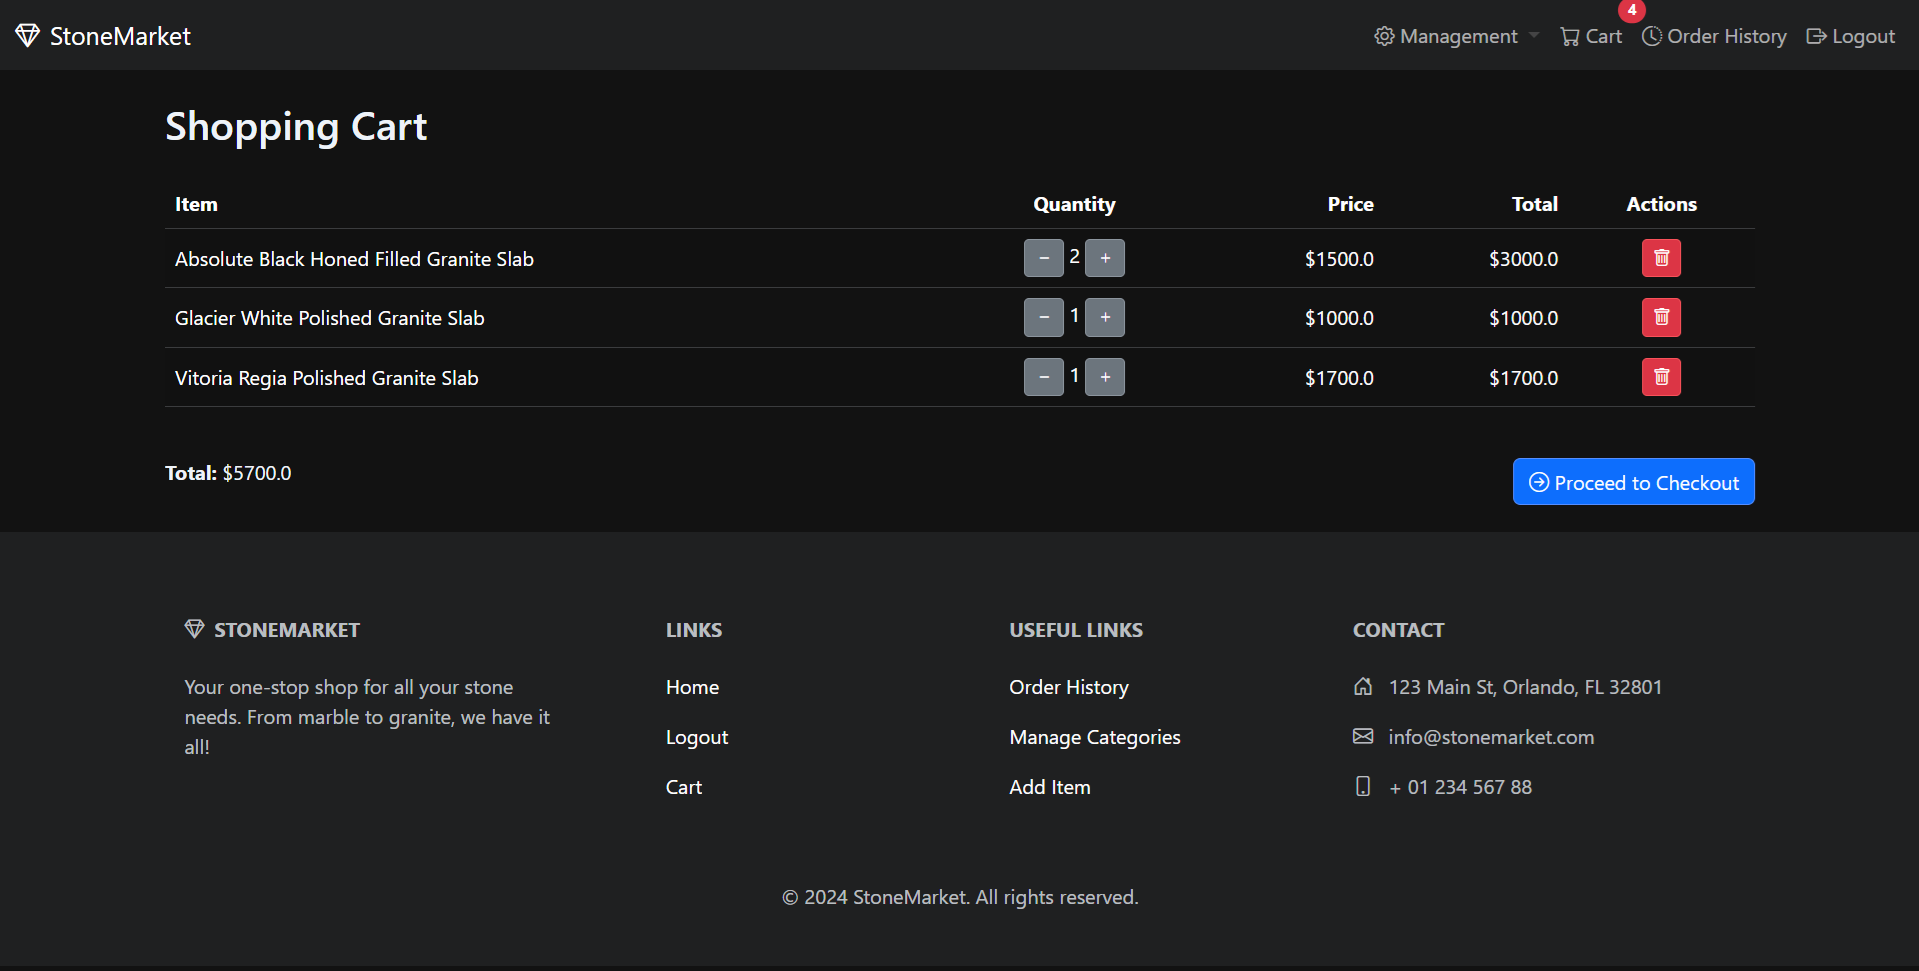 StoneMarket
Management
4
Cart
Order History
Logout
Shopping Cart
Item Quantity Price Total Actions
Absolute Black Honed Filled Granite Slab − 2 + $1500.0 $3000.0
Glacier White Polished Granite Slab − 1 + $1000.0 $1000.0
Vitoria Regia Polished Granite Slab − 1 + $1700.0 $1700.0
Total: $5700.0
Proceed to Checkout
STONEMARKET
Your one-stop shop for all your stone
needs. From marble to granite, we have it
all!
LINKS
Home
Logout
Cart
USEFUL LINKS
Order History
Manage Categories
Add Item
CONTACT
123 Main St, Orlando, FL 32801
info@stonemarket.com
+ 01 234 567 88
© 2024 StoneMarket. All rights reserved.